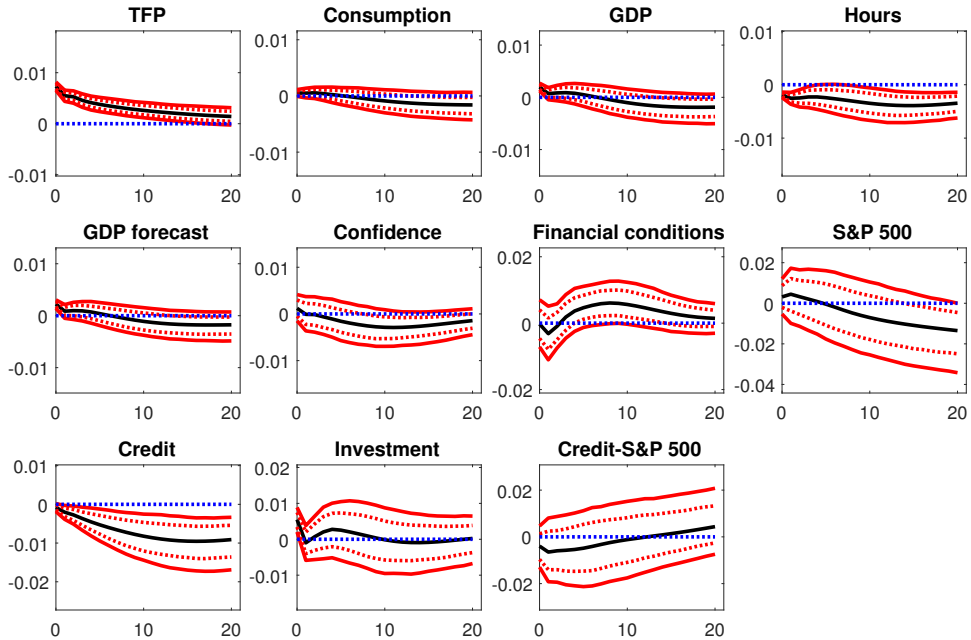 TFP
0.01
0
-0.01
0 10 20
Consumption
0.01
0
-0.01
0 10 20
GDP
0.01
0
-0.01
0 10 20
Hours
0.01
0
-0.01
0 10 20
GDP forecast
0.01
0
-0.01
0 10 20
Confidence
0.01
0
-0.01
0 10 20
Financial conditions
0.02
0
-0.02
0 10 20
S&P 500
0.02
0
-0.02
-0.04
0 10 20
Credit
0.01
0
-0.01
-0.02
0 10 20
Investment
0.02
0.01
0
-0.01
0 10 20
Credit-S&P 500
0.02
0
-0.02
0 10 20